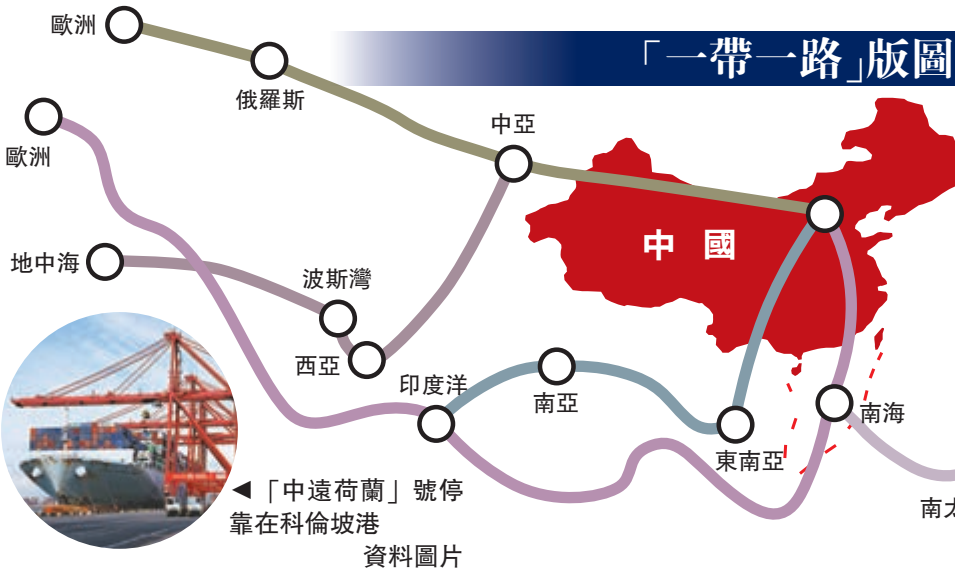 「一帶一路」版圖
歐洲
俄羅斯
中亞
歐洲
中國
地中海
波斯灣
西亞
印度洋
南亞
東南亞
南海
南太
◀「中遠荷蘭」號停
靠在科倫坡港
資料圖片